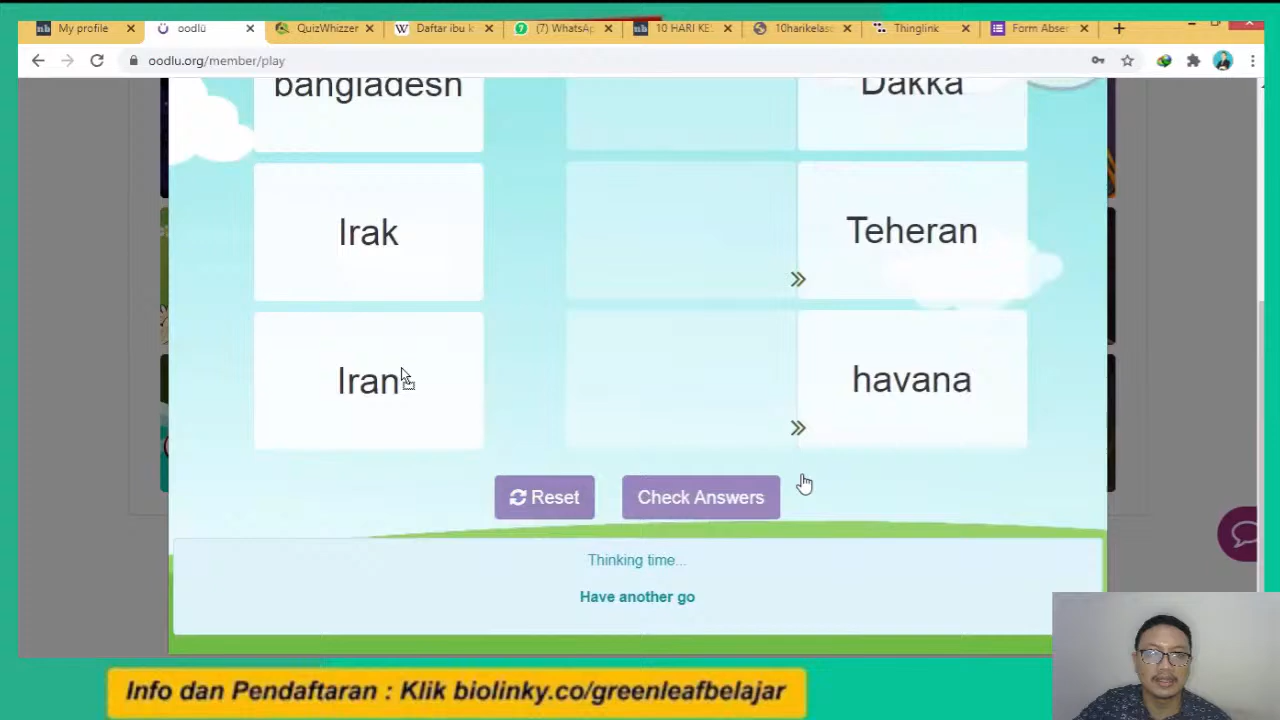 My profile
oodlü
QuizWhizzer
Daftar ibu k
(7) WhatsAp
10 HARI KE
10harikelas
Thinglink
Form Abser
oodlu.org/member/play
bangladesh
Dakka
Irak
Teheran
Iran
havana
Reset
Check Answers
Thinking time...
Have another go
Info dan Pendaftaran : Klik biolinky.co/greenleafbelajar